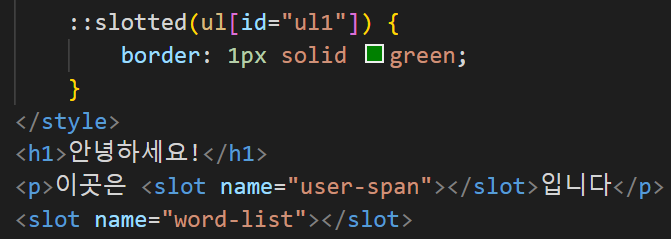 ::slotted(ul[id="ul1"]) {
border: 1px solid green;
}
</style>
<h1>안녕하세요!</h1>
<p>이곳은 <slot name="user-span"></slot>입니다</p>
<slot name="word-list"></slot>